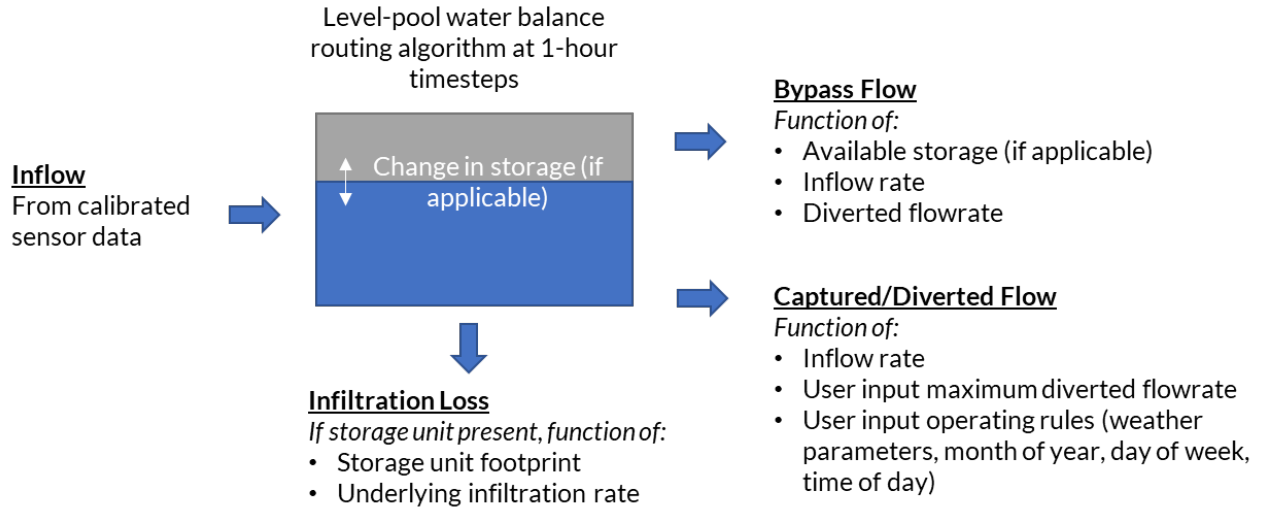 Level-pool water balance
routing algorithm at 1-hour
timesteps
Inflow
From calibrated
sensor data
Change in storage (if
applicable)
Bypass Flow
Function of:
• Available storage (if applicable)
• Inflow rate
• Diverted flowrate
Captured/Diverted Flow
Function of:
• Inflow rate
• User input maximum diverted flowrate
• User input operating rules (weather
parameters, month of year, day of week,
time of day)
Infiltration Loss
If storage unit present, function of:
• Storage unit footprint
• Underlying infiltration rate